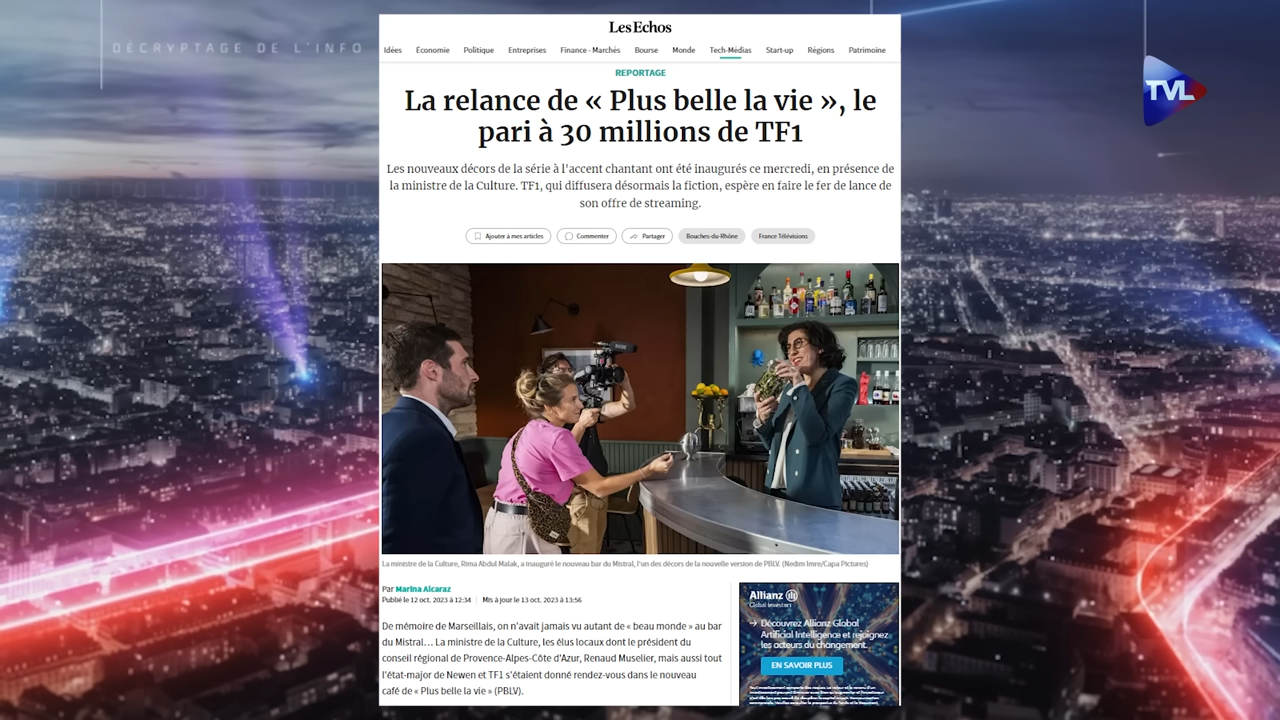 DÉCRYPTAGE DE L'INFO
TVL
Les Echos
Idées Économie Politique Entreprises Finance - Marchés Bourse Monde Tech-Médias Start-up Régions Patrimoine
REPORTAGE
La relance de « Plus belle la vie », le
pari à 30 millions de TF1
Les nouveaux décors de la série à l'accent chantant ont été inaugurés ce mercredi, en présence de
la ministre de la Culture. TF1, qui diffusera désormais la fiction, espère en faire le fer de lance de
son offre de streaming.
Ajouter à mes articles Commenter Partager Bouches-du-Rhône France Télévisions
La ministre de la Culture, Rima Abdul Malak, a inauguré le nouveau bar du Mistral, l'un des décors de la nouvelle version de PBLV. (Nedim Imre/Capa Pictures)
Par Marina Alcaraz
Publié le 12 oct. 2023 à 12:34 Mis à jour le 13 oct. 2023 à 13:56
De mémoire de Marseillais, on n'avait jamais vu autant de « beau monde » au bar
du Mistral… La ministre de la Culture, les élus locaux dont le président du
conseil régional de Provence-Alpes-Côte d'Azur, Renaud Muselier, mais aussi tout
l'état-major de Newen et TF1 s'étaient donné rendez-vous dans le nouveau
café de « Plus belle la vie » (PBLV).
Allianz
Global Investors
→ Découvrez Allianz Global
Artificial Intelligence et rejoignez
les acteurs du changement.
EN SAVOIR PLUS